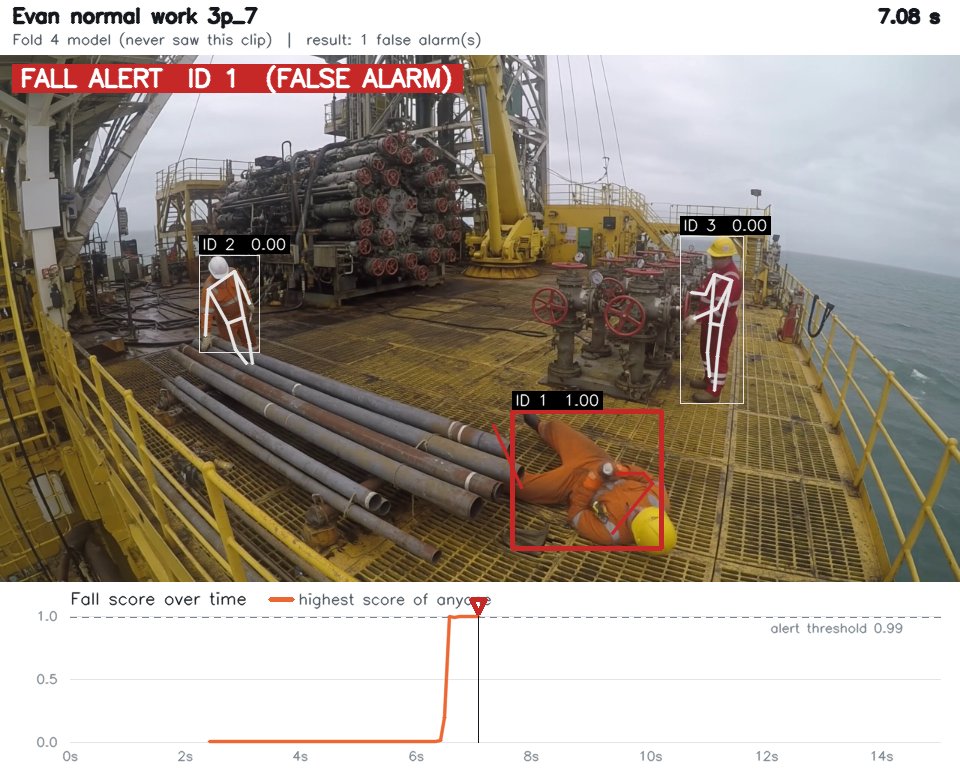 Evan normal work 3p_7
7.08 s
Fold 4 model (never saw this clip) | result: 1 false alarm(s)
FALL ALERT ID 1 (FALSE ALARM)
ID 2 0.00
ID 3 0.00
ID 1 1.00
Fall score over time
highest score of anyone
1.0
alert threshold 0.99
0.5
0.0
0s 2s 4s 6s 8s 10s 12s 14s